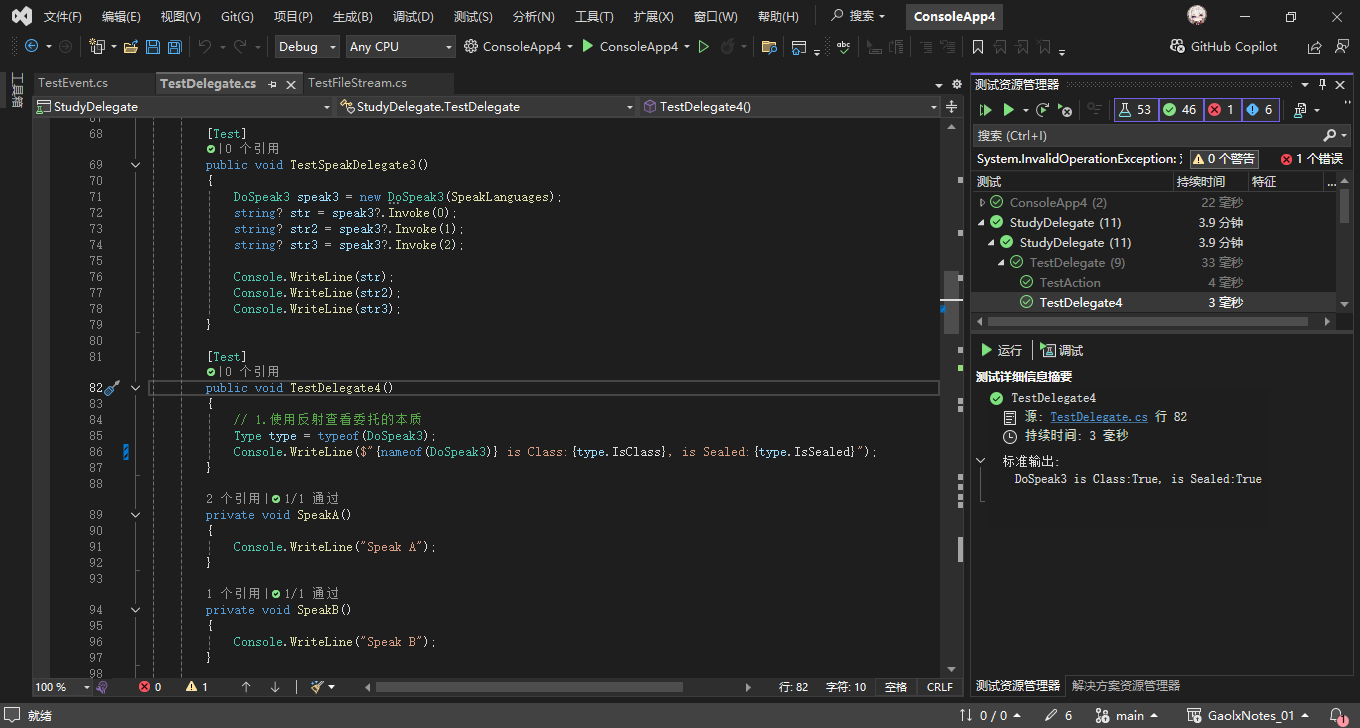 文件(F) 编辑(E) 视图(V) Git(G) 项目(P) 生成(B) 调试(D) 测试(S) 分析(N) 工具(T) 扩展(X) 窗口(W) 帮助(H) 搜索 ConsoleApp4
Debug Any CPU ConsoleApp4 ConsoleApp4 GitHub Copilot
工具箱
TestEvent.cs TestDelegate.cs TestFileStream.cs
StudyDelegate StudyDelegate.TestDelegate TestDelegate4()
68 [Test]
0 个引用
69 public void TestSpeakDelegate3()
70 {
71 DoSpeak3 speak3 = new DoSpeak3(SpeakLanguages);
72 string? str = speak3?.Invoke(0);
73 string? str2 = speak3?.Invoke(1);
74 string? str3 = speak3?.Invoke(2);
75
76 Console.WriteLine(str);
77 Console.WriteLine(str2);
78 Console.WriteLine(str3);
79 }
80
81 [Test]
0 个引用
82 public void TestDelegate4()
83 {
84 // 1.使用反射查看委托的本质
85 Type type = typeof(DoSpeak3);
86 Console.WriteLine($"{nameof(DoSpeak3)} is Class:{type.IsClass}, is Sealed:{type.IsSealed}");
87 }
88
2 个引用 | 1/1 通过
89 private void SpeakA()
90 {
91 Console.WriteLine("Speak A");
92 }
93
1 个引用 | 1/1 通过
94 private void SpeakB()
95 {
96 Console.WriteLine("Speak B");
97 }
98
100 % 0 1 行: 82 字符: 10 空格 CRLF
测试资源管理器
53 46 1 6
搜索 (Ctrl+I)
System.InvalidOperationException: 0 个警告 1 个错误
测试 持续时间 特征 ...
ConsoleApp4 (2) 22 毫秒
StudyDelegate (11) 3.9 分钟
StudyDelegate (11) 3.9 分钟
TestDelegate (9) 33 毫秒
TestAction 4 毫秒
TestDelegate4 3 毫秒
运行 调试
测试详细信息摘要
TestDelegate4
源: TestDelegate.cs 行 82
持续时间: 3 毫秒
标准输出:
DoSpeak3 is Class:True, is Sealed:True
测试资源管理器 解决方案资源管理器
就绪 0 / 0 6 main GaolxNotes_01 1